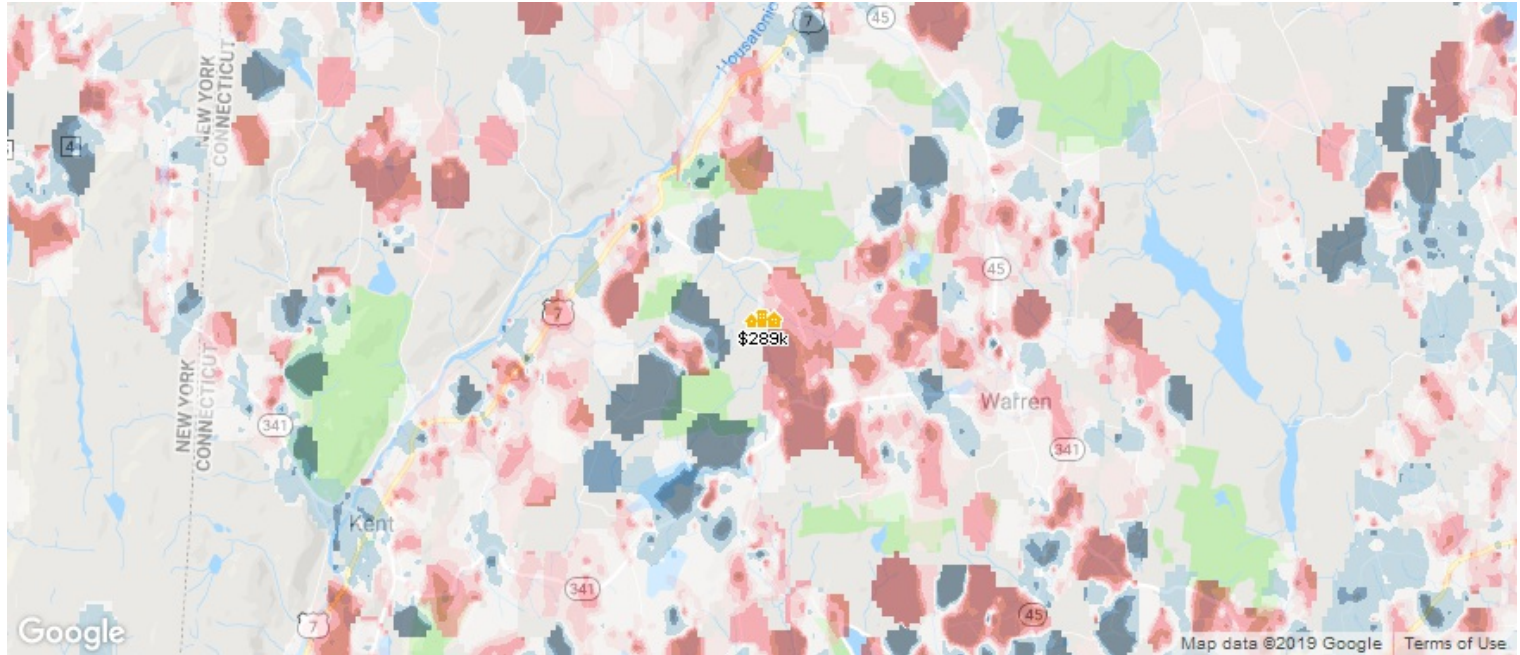 7
45
Housatonic
NEW YORK
CONNECTICUT
4
45
7
$289k
NEW YORK
CONNECTICUT
Warren
341
341
Kent
341
45
7
Google
Map data ©2019 Google
Terms of Use